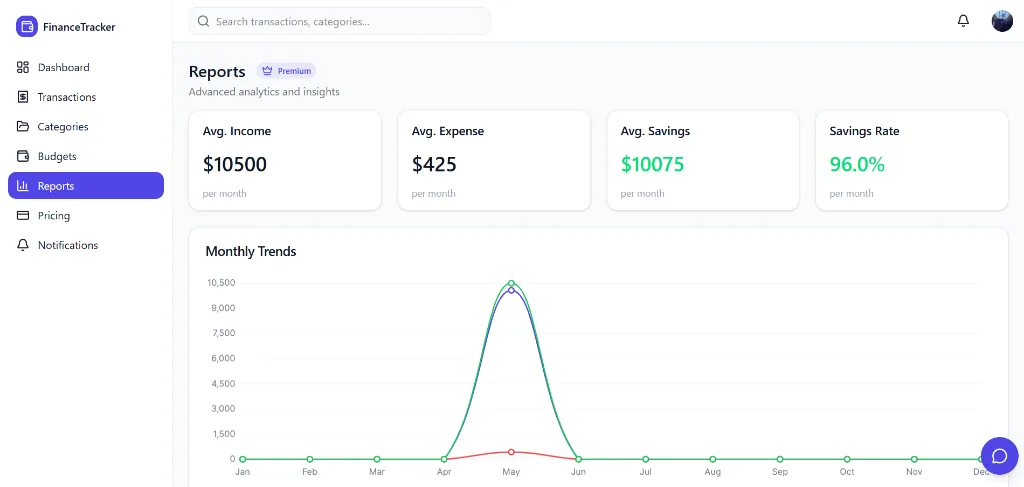 FinanceTracker
Search transactions, categories...
Dashboard
Transactions
Categories
Budgets
Reports
Pricing
Notifications
Reports
Premium
Advanced analytics and insights
Avg. Income
$10500
per month
Avg. Expense
$425
per month
Avg. Savings
$10075
per month
Savings Rate
96.0%
per month
Monthly Trends
10,500
9,000
7,500
6,000
4,500
3,000
1,500
0
Jan Feb Mar Apr May Jun Jul Aug Sep Oct Nov Dec